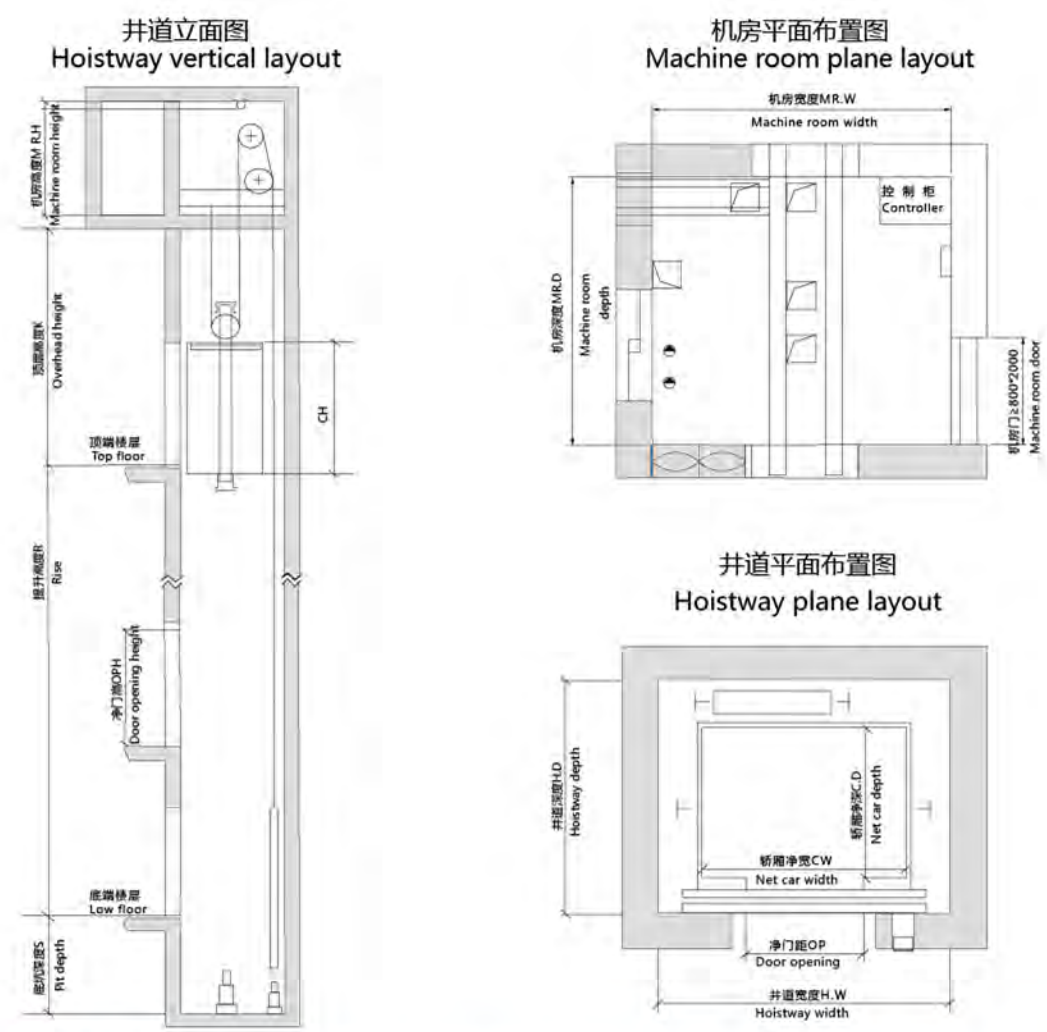 井道立面图
Hoistway vertical layout
机房高度M R.H
Machine room height
顶层高度K
Overhead height
CH
顶端楼层
Top floor
提升高度R
Rise
净门高OPH
Door opening height
底端楼层
Low floor
底坑深度S
Pit depth
机房平面布置图
Machine room plane layout
机房宽度MR.W
Machine room width
控制柜
Controller
机房深度MR.D
Machine room
depth
机房门≥800*2000
Machine room door
井道平面布置图
Hoistway plane layout
井道深度H.D
Hoistway depth
轿厢净深C.D
Net car depth
轿厢净宽CW
Net car width
净门距OP
Door opening
井道宽度H.W
Hoistway width